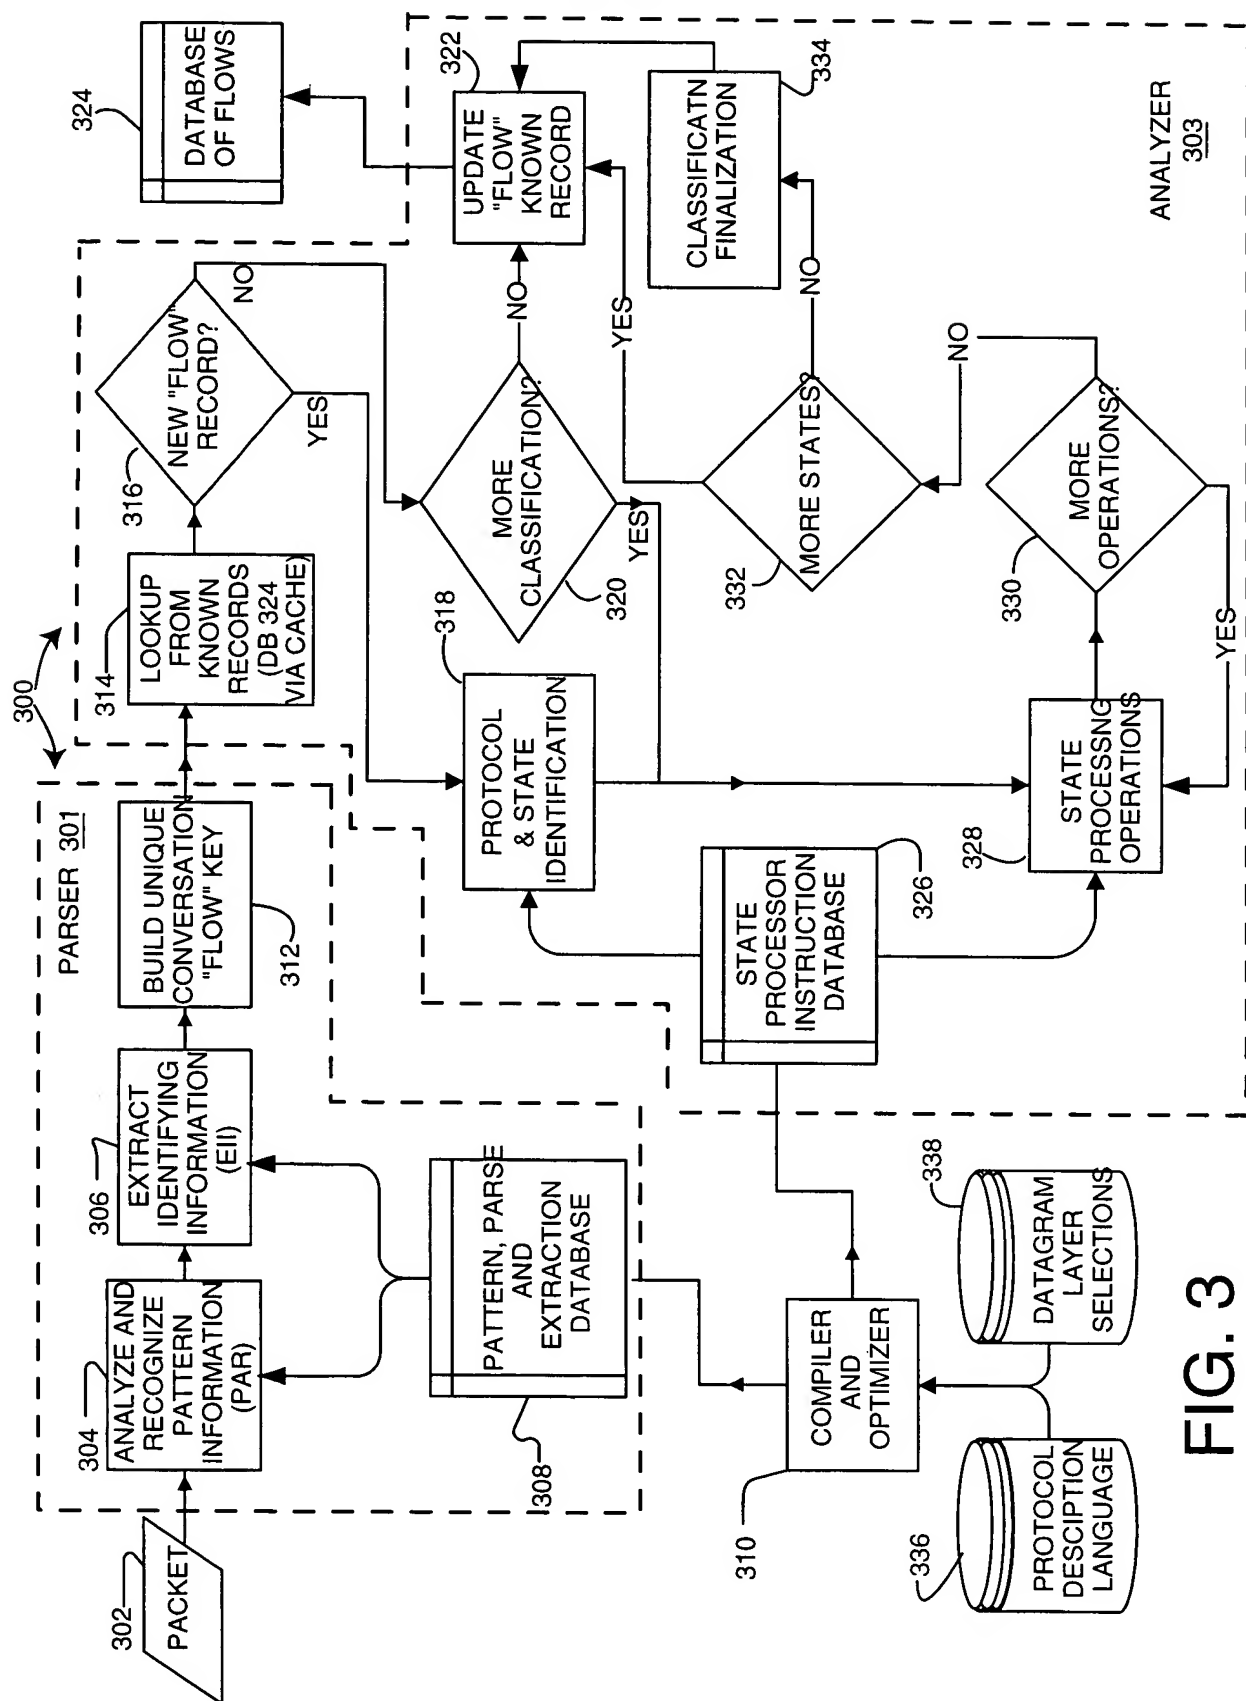 300
PARSER 301
302
PACKET
304
ANALYZE AND
RECOGNIZE
PATTERN
INFORMATION
(PAR)
306
EXTRACT
IDENTIFYING
INFORMATION
(EII)
BUILD UNIQUE
CONVERSATION
"FLOW" KEY
312
314
LOOKUP
FROM
KNOWN
RECORDS
(DB 324
VIA CACHE)
316
NEW "FLOW"
RECORD?
NO
YES
324
DATABASE
OF FLOWS
PATTERN, PARSE
AND
EXTRACTION
DATABASE
308
318
PROTOCOL
& STATE
IDENTIFICATION
MORE
CLASSIFICATION?
320
NO
YES
322
UPDATE
"FLOW"
KNOWN
RECORD
STATE
PROCESSOR
INSTRUCTION
DATABASE
326
332
MORE STATES?
YES
NO
CLASSIFICATN
FINALIZATION
334
310
COMPILER
AND
OPTIMIZER
328
STATE
PROCESSNG
OPERATIONS
330
MORE
OPERATIONS?
NO
YES
336
PROTOCOL
DESCIPTION
LANGUAGE
338
DATAGRAM
LAYER
SELECTIONS
ANALYZER
303
FIG. 3